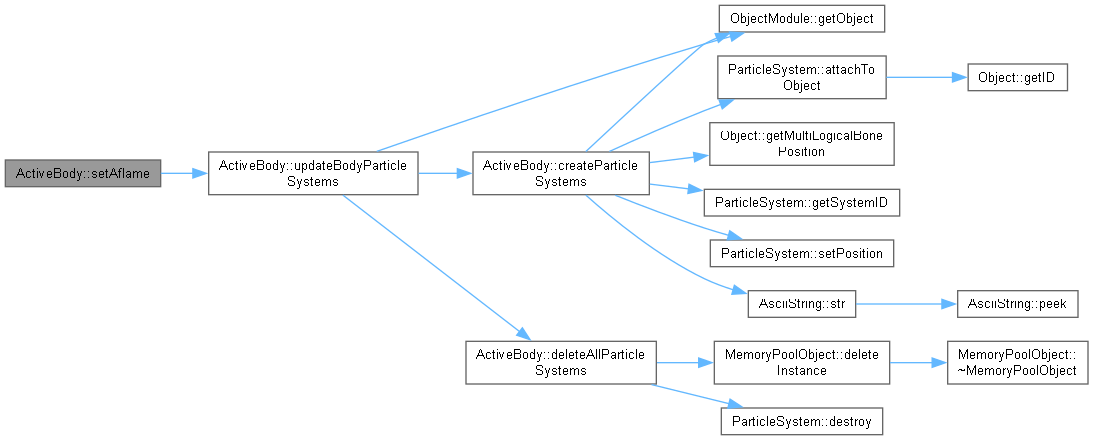 ObjectModule::getObject
ParticleSystem::attachTo
Object
Object::getID
Object::getMultiLogicalBone
Position
ActiveBody::setAflame
ActiveBody::updateBodyParticle
Systems
ActiveBody::createParticle
Systems
ParticleSystem::getSystemID
ParticleSystem::setPosition
AsciiString::str
AsciiString::peek
ActiveBody::deleteAllParticle
Systems
MemoryPoolObject::delete
Instance
MemoryPoolObject::
~MemoryPoolObject
ParticleSystem::destroy